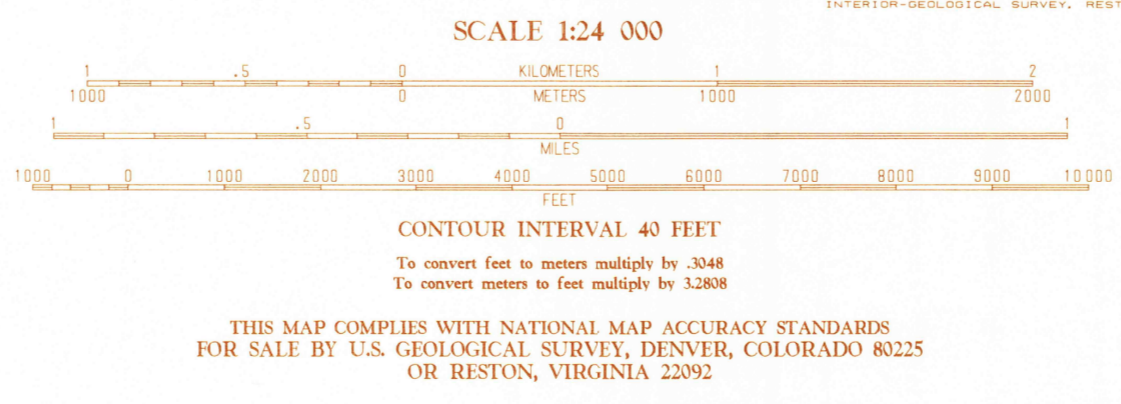 INTERIOR-GEOLOGICAL SURVEY, REST
SCALE 1:24 000
1 .5 0 KILOMETERS 1 2
1000 0 METERS 1000 2000
1 .5 0 1
MILES
1000 0 1000 2000 3000 4000 5000 6000 7000 8000 9000 10 000
FEET
CONTOUR INTERVAL 40 FEET
To convert feet to meters multiply by .3048
To convert meters to feet multiply by 3.2808
THIS MAP COMPLIES WITH NATIONAL MAP ACCURACY STANDARDS
FOR SALE BY U.S. GEOLOGICAL SURVEY, DENVER, COLORADO 80225
OR RESTON, VIRGINIA 22092